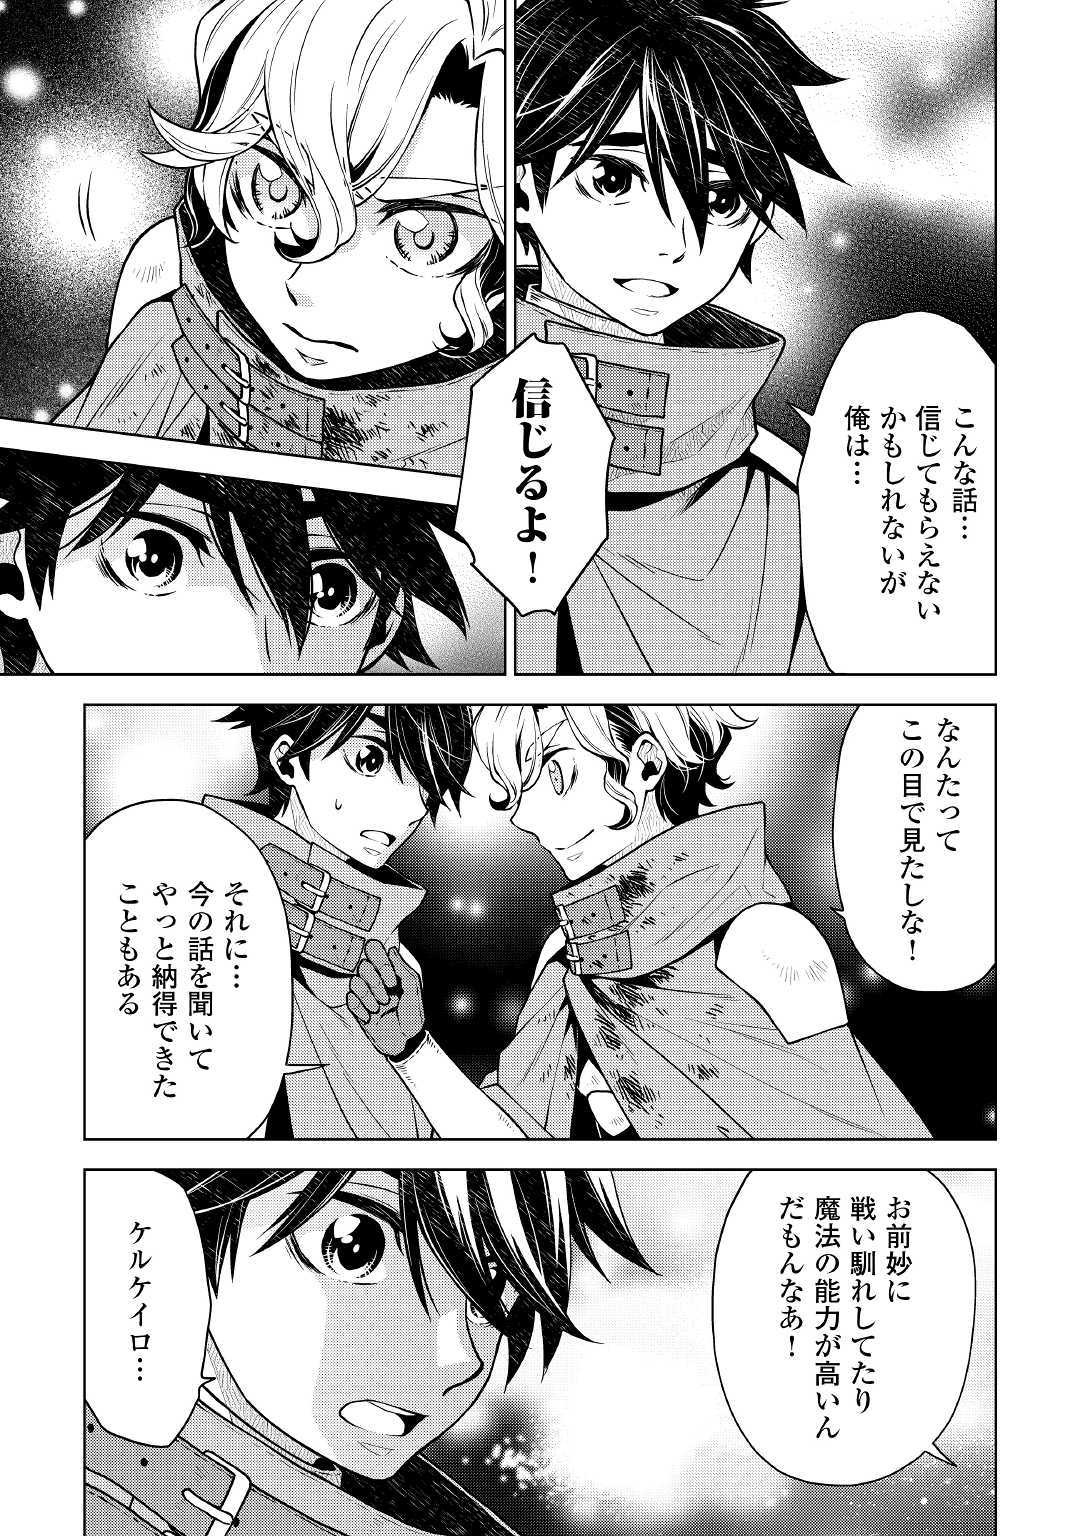 こんな話…
信じてもらえない
かもしれないが
俺は…
信じるよ！
なんたって
この目で見たしな！
それに…
今の話を聞いて
やっと納得できた
こともある
お前妙に
戦い馴れしてたり
魔法の能力が高いん
だもんなあ！
ケルケイロ…